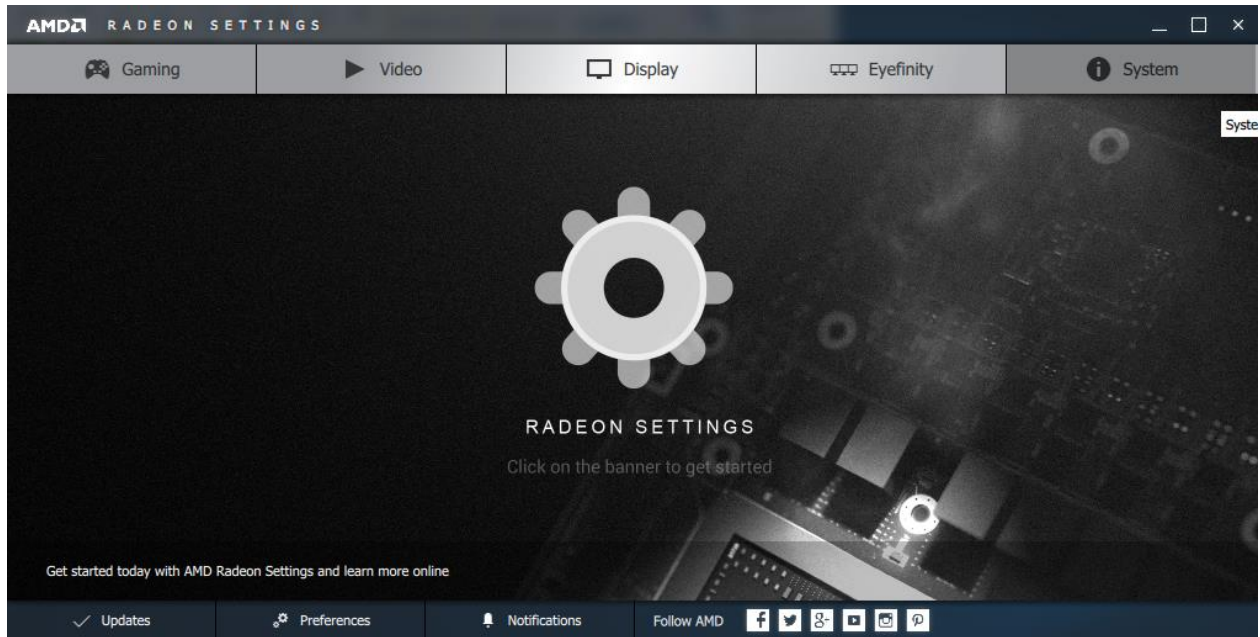 AMD RADEON SETTINGS
Gaming Video Display Eyefinity System
Syste
RADEON SETTINGS
Click on the banner to get started
Get started today with AMD Radeon Settings and learn more online
Updates Preferences Notifications Follow AMD